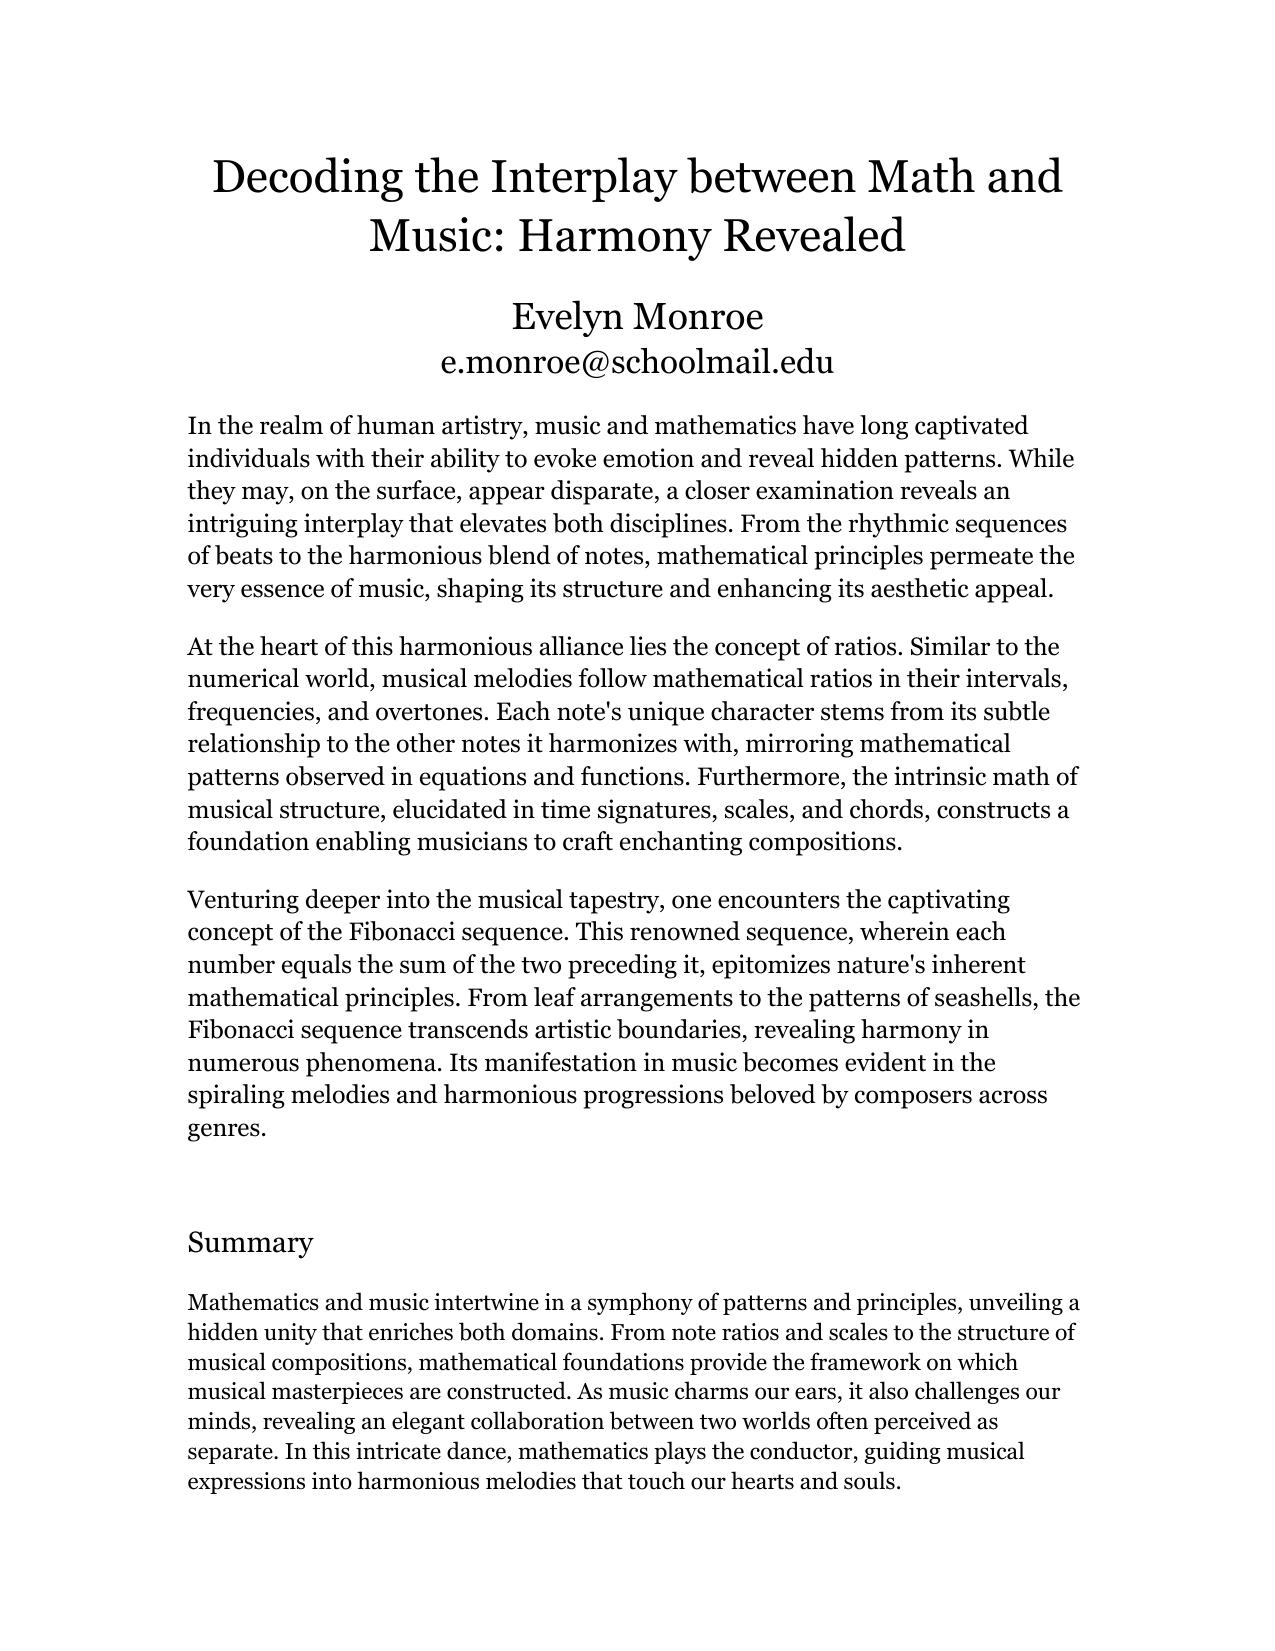 Decoding the Interplay between Math and
Music: Harmony Revealed
Evelyn Monroe
e.monroe@schoolmail.edu
In the realm of human artistry, music and mathematics have long captivated
individuals with their ability to evoke emotion and reveal hidden patterns. While
they may, on the surface, appear disparate, a closer examination reveals an
intriguing interplay that elevates both disciplines. From the rhythmic sequences
of beats to the harmonious blend of notes, mathematical principles permeate the
very essence of music, shaping its structure and enhancing its aesthetic appeal.
At the heart of this harmonious alliance lies the concept of ratios. Similar to the
numerical world, musical melodies follow mathematical ratios in their intervals,
frequencies, and overtones. Each note's unique character stems from its subtle
relationship to the other notes it harmonizes with, mirroring mathematical
patterns observed in equations and functions. Furthermore, the intrinsic math of
musical structure, elucidated in time signatures, scales, and chords, constructs a
foundation enabling musicians to craft enchanting compositions.
Venturing deeper into the musical tapestry, one encounters the captivating
concept of the Fibonacci sequence. This renowned sequence, wherein each
number equals the sum of the two preceding it, epitomizes nature's inherent
mathematical principles. From leaf arrangements to the patterns of seashells, the
Fibonacci sequence transcends artistic boundaries, revealing harmony in
numerous phenomena. Its manifestation in music becomes evident in the
spiraling melodies and harmonious progressions beloved by composers across
genres.
Summary
Mathematics and music intertwine in a symphony of patterns and principles, unveiling a
hidden unity that enriches both domains. From note ratios and scales to the structure of
musical compositions, mathematical foundations provide the framework on which
musical masterpieces are constructed. As music charms our ears, it also challenges our
minds, revealing an elegant collaboration between two worlds often perceived as
separate. In this intricate dance, mathematics plays the conductor, guiding musical
expressions into harmonious melodies that touch our hearts and souls.